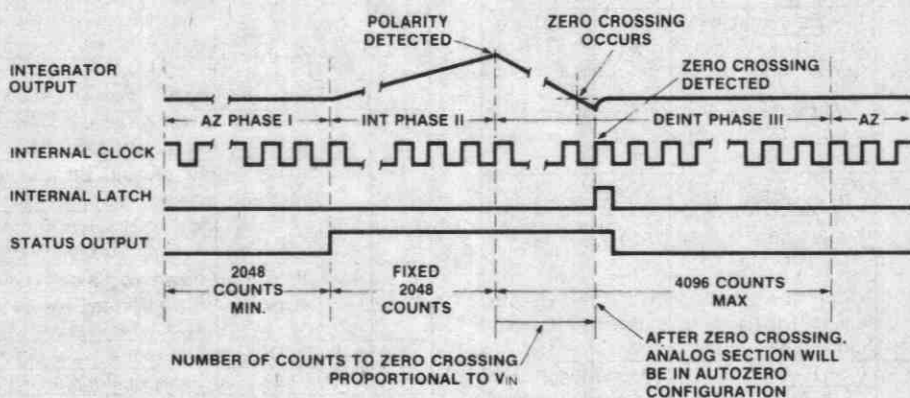 POLARITY
DETECTED
ZERO CROSSING
OCCURS
ZERO CROSSING
DETECTED
INTEGRATOR
OUTPUT
AZ PHASE I
INT PHASE II
DEINT PHASE III
AZ
INTERNAL CLOCK
INTERNAL LATCH
STATUS OUTPUT
2048
COUNTS
MIN.
FIXED
2048
COUNTS
4096 COUNTS
MAX
NUMBER OF COUNTS TO ZERO CROSSING
PROPORTIONAL TO VIN
AFTER ZERO CROSSING.
ANALOG SECTION WILL
BE IN AUTOZERO
CONFIGURATION